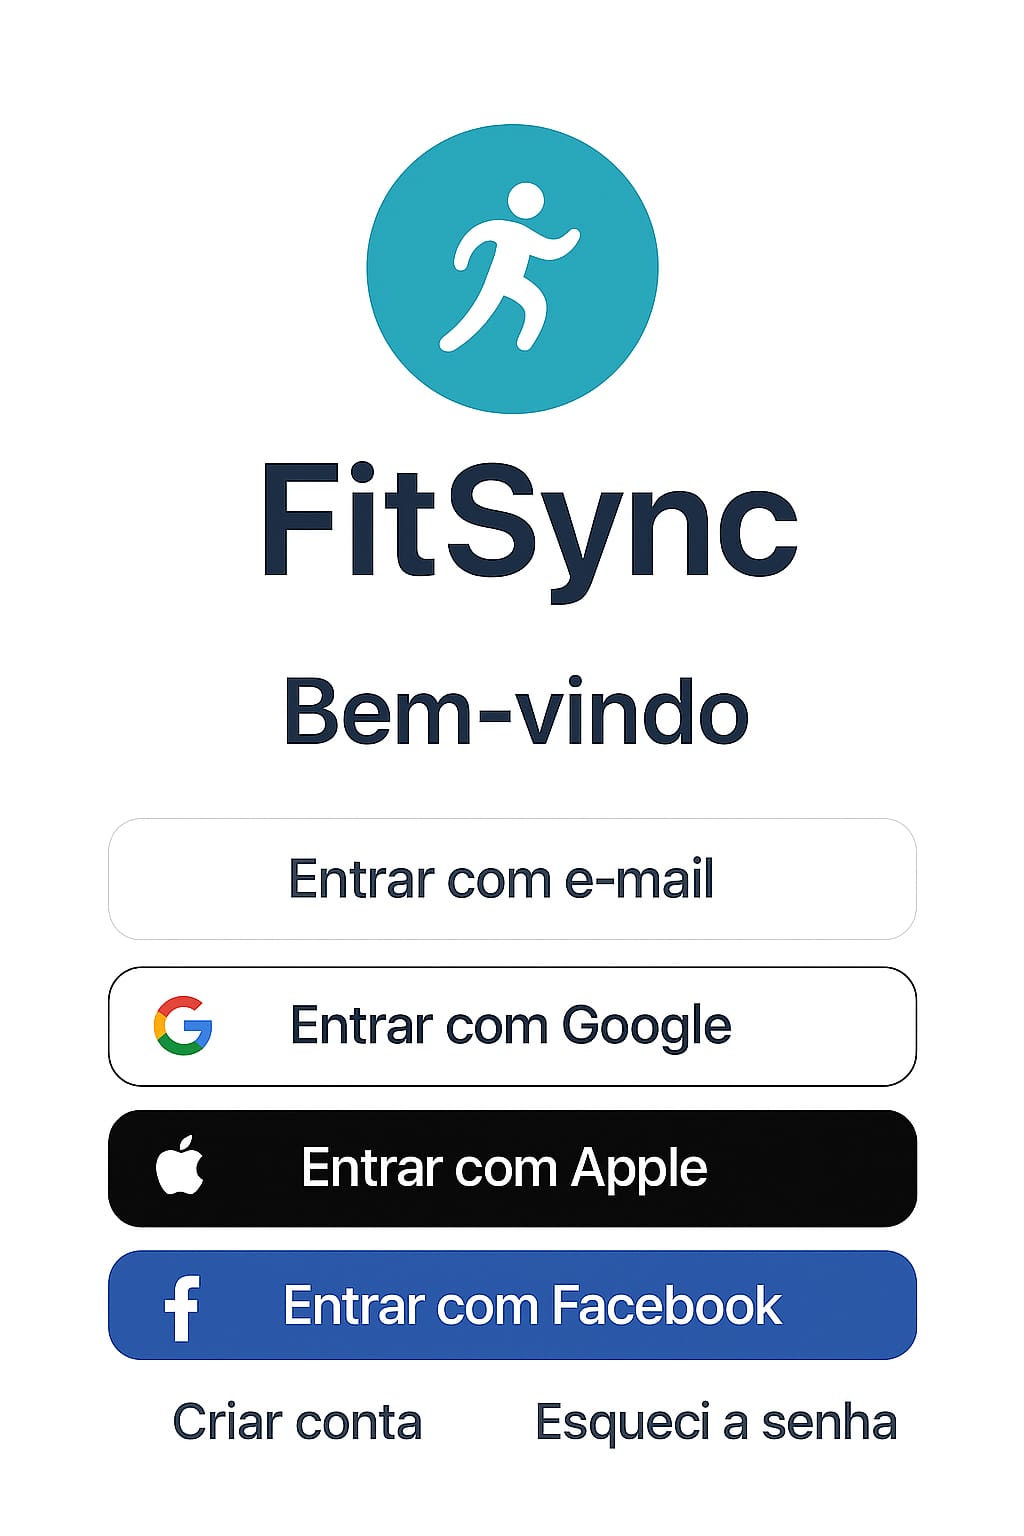 FitSync
Bem-vindo
Entrar com e-mail
Entrar com Google
Entrar com Apple
Entrar com Facebook
Criar conta Esqueci a senha